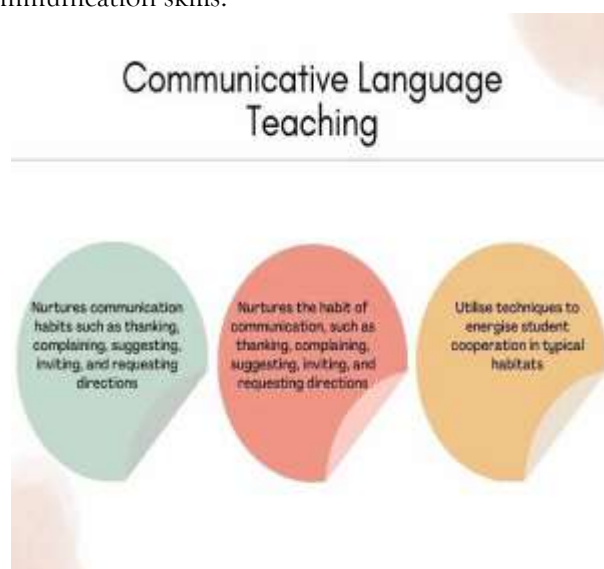 skills.
Communicative Language
Teaching
Nurtures communication
habits such as thanking,
complaining, suggesting,
inviting, and requesting
directions
Nurtures the habit of
communication, such as
thanking, complaining,
suggesting, inviting, and
requesting directions
Utilise techniques to
energise student
cooperation in typical
habitats